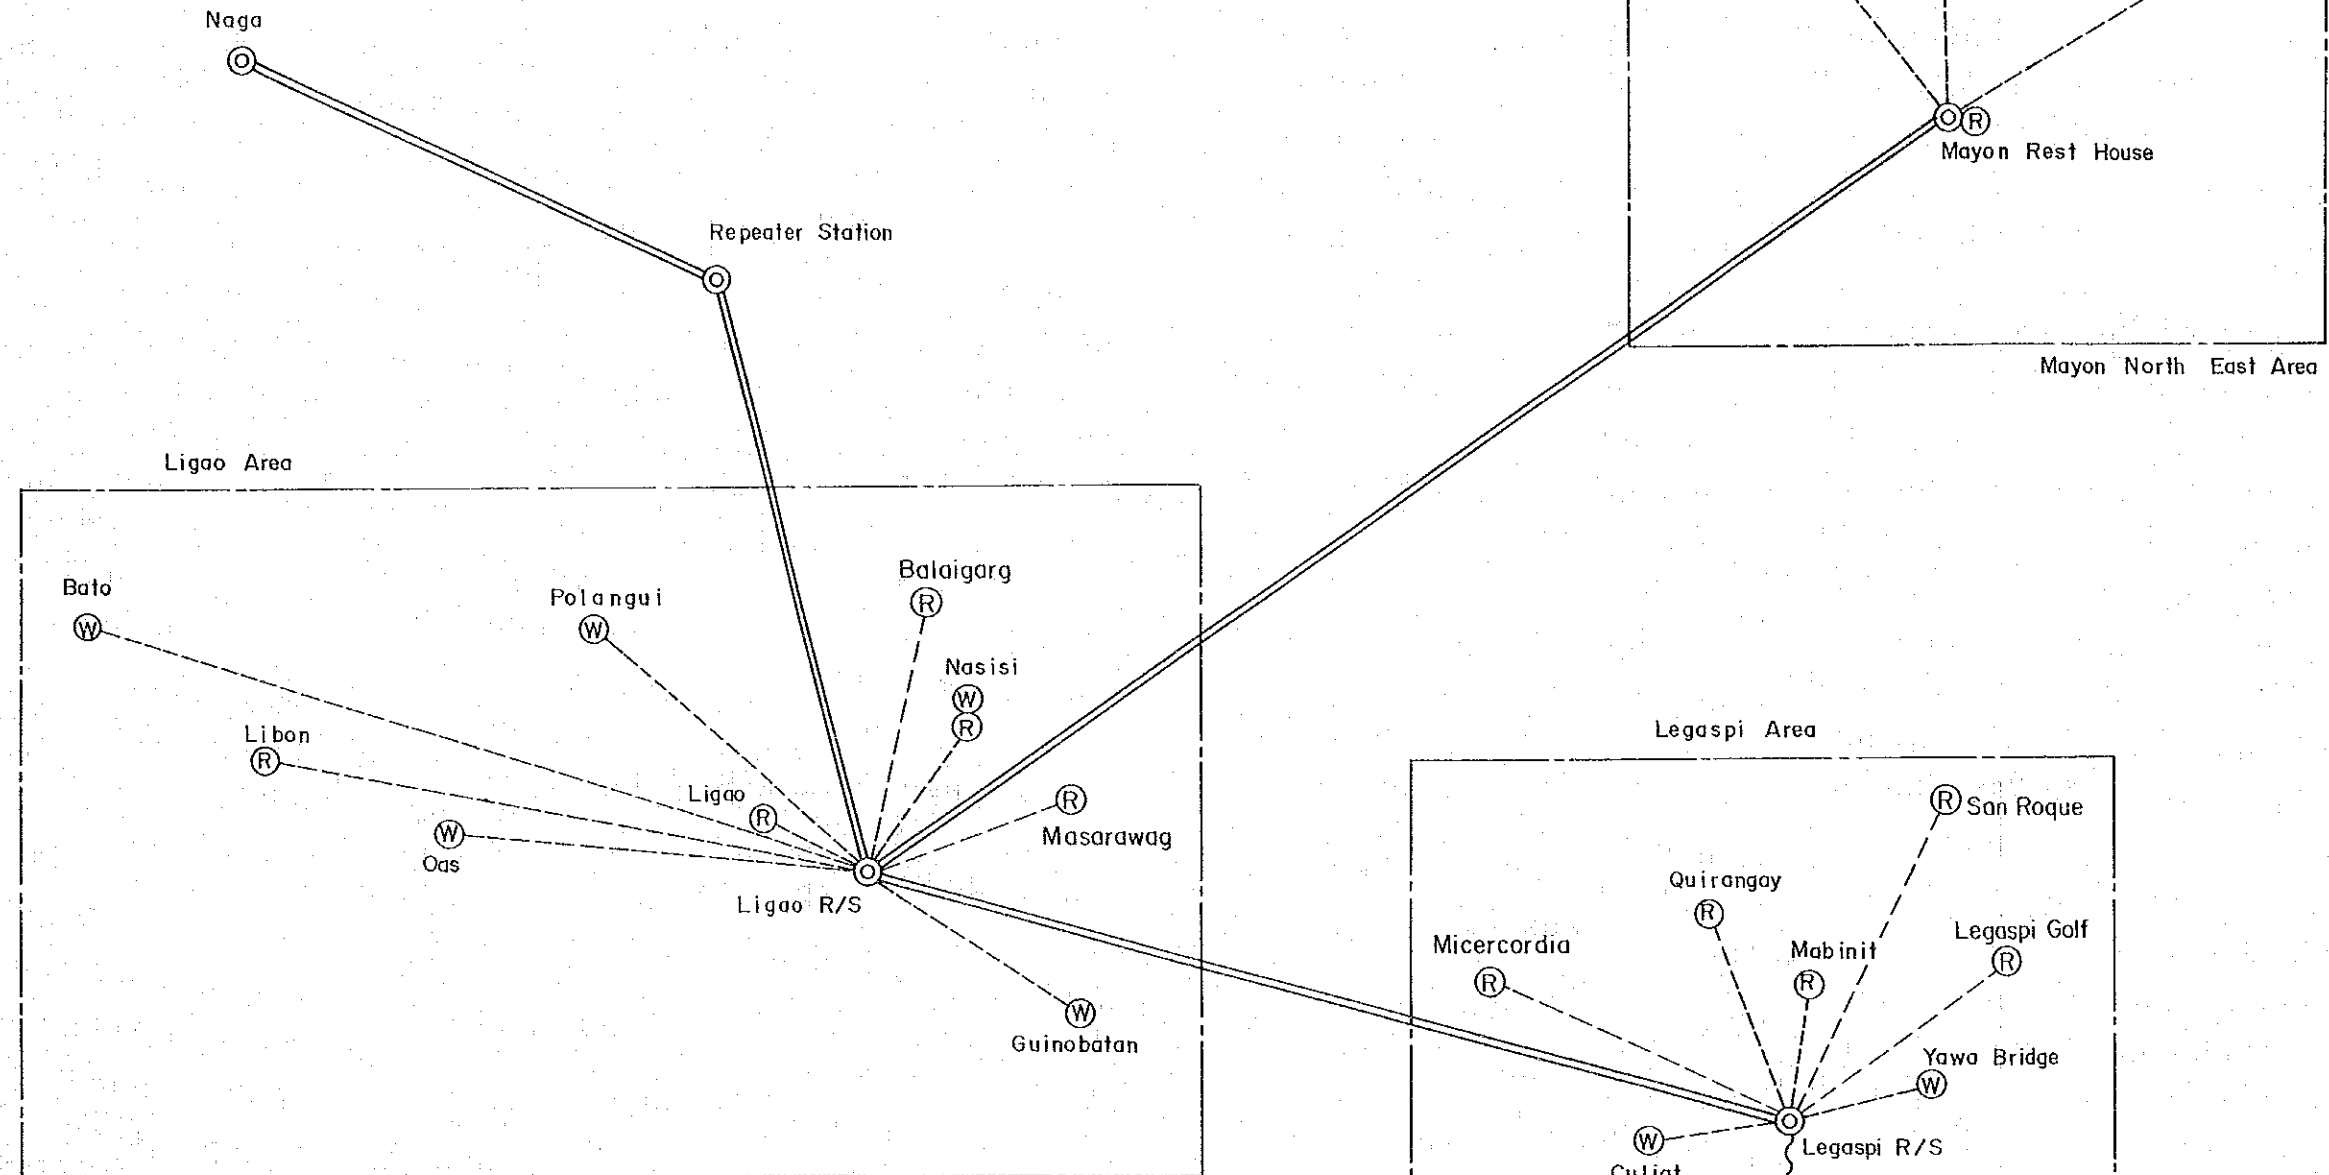 Naga
R
Mayon Rest House
Repeater Station
Mayon North East Area
Ligao Area
Bato
W
Polangui
W
Balaigarg
R
Nasisi
W
R
Libon
R
Legaspi Area
Ligao
R
R
Masarawag
R
San Roque
W
Oas
Ligao R/S
Quirangay
R
Micercordia
R
Mabinit
R
Legaspi Golf
R
W
Guinobatan
Yawa Bridge
W
W
Legaspi R/S